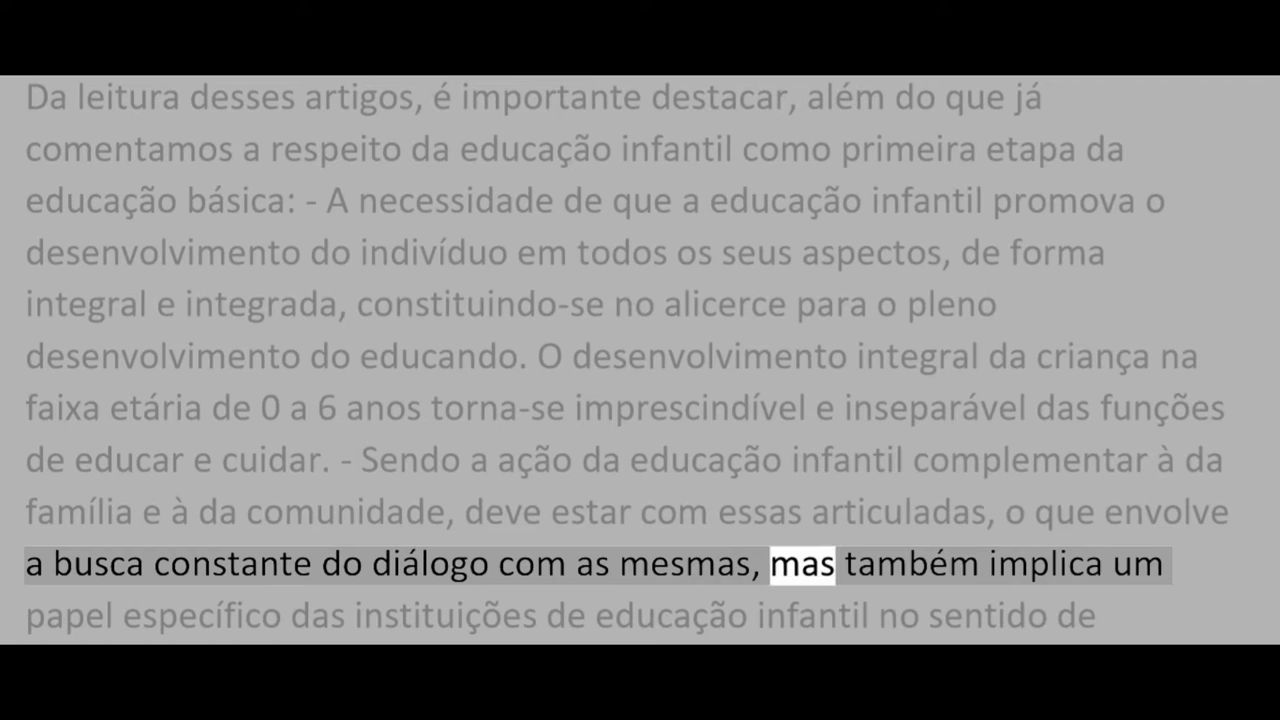 Da leitura desses artigos, é importante destacar, além do que já
comentamos a respeito da educação infantil como primeira etapa da
educação básica: - A necessidade de que a educação infantil promova o
desenvolvimento do indivíduo em todos os seus aspectos, de forma
integral e integrada, constituindo-se no alicerce para o pleno
desenvolvimento do educando. O desenvolvimento integral da criança na
faixa etária de 0 a 6 anos torna-se imprescindível e inseparável das funções
de educar e cuidar. - Sendo a ação da educação infantil complementar à da
família e à da comunidade, deve estar com essas articuladas, o que envolve
a busca constante do diálogo com as mesmas, mas também implica um
papel específico das instituições de educação infantil no sentido de